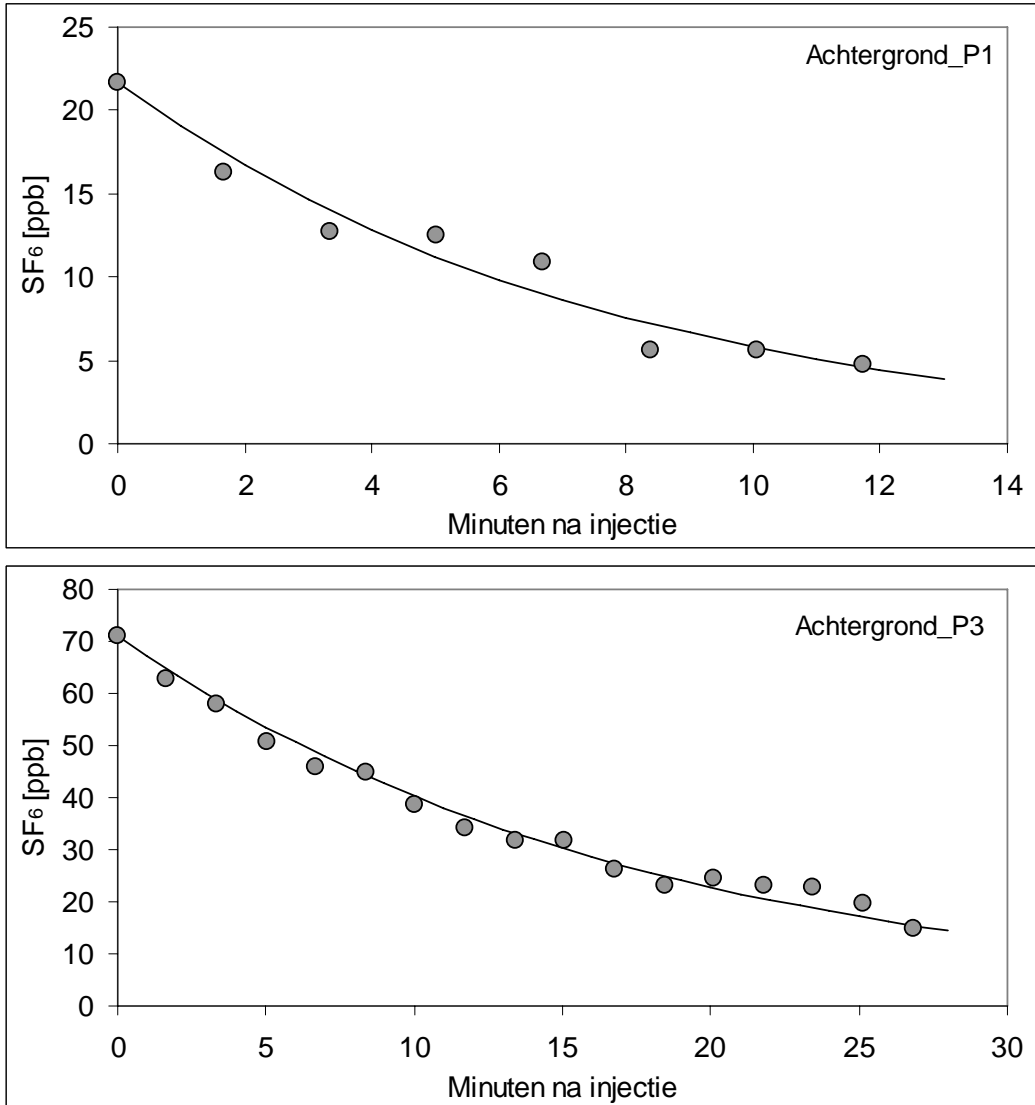 25
20
15
10
5
0
SF6 [ppb]
Achtergrond_P1
0 2 4 6 8 10 12 14
Minuten na injectie
80
70
60
50
40
30
20
10
0
SF6 [ppb]
Achtergrond_P3
0 5 10 15 20 25 30
Minuten na injectie